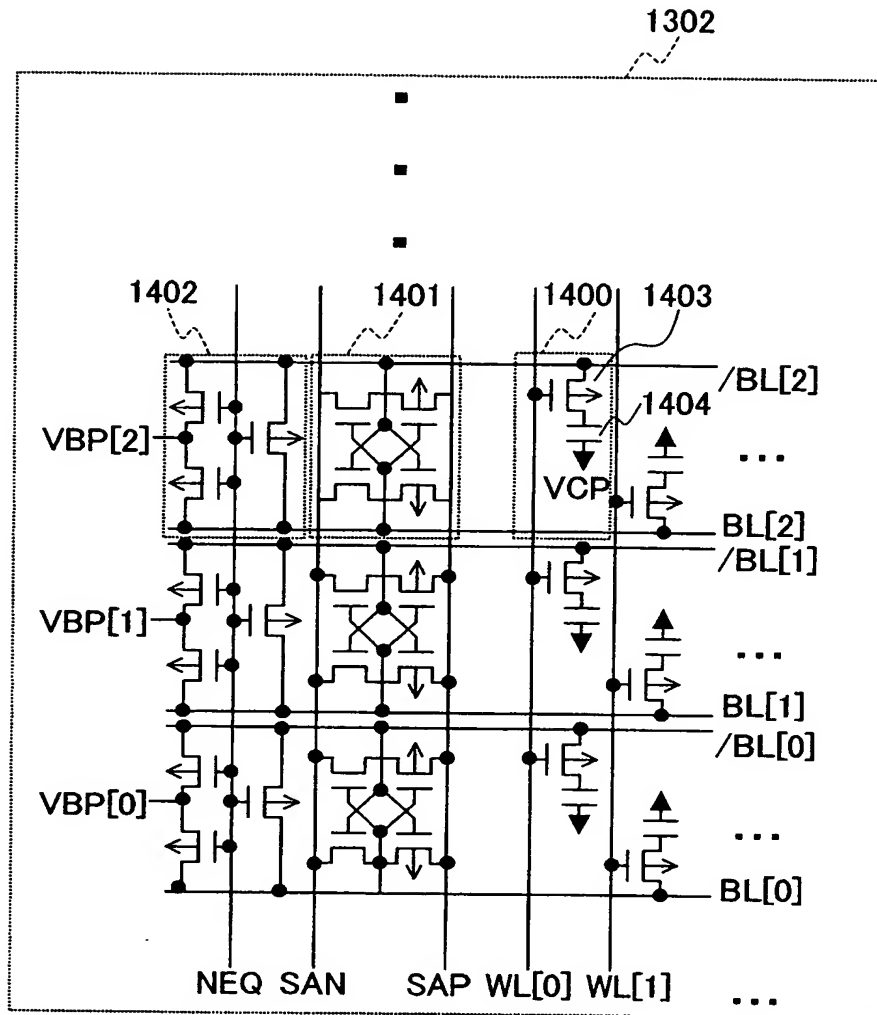 1302
1402
1401
1400
1403
/BL[2]
1404
VBP[2]
VCP
...
BL[2]
/BL[1]
VBP[1]
...
BL[1]
/BL[0]
VBP[0]
...
BL[0]
NEQ SAN SAP WL[0] WL[1] ...